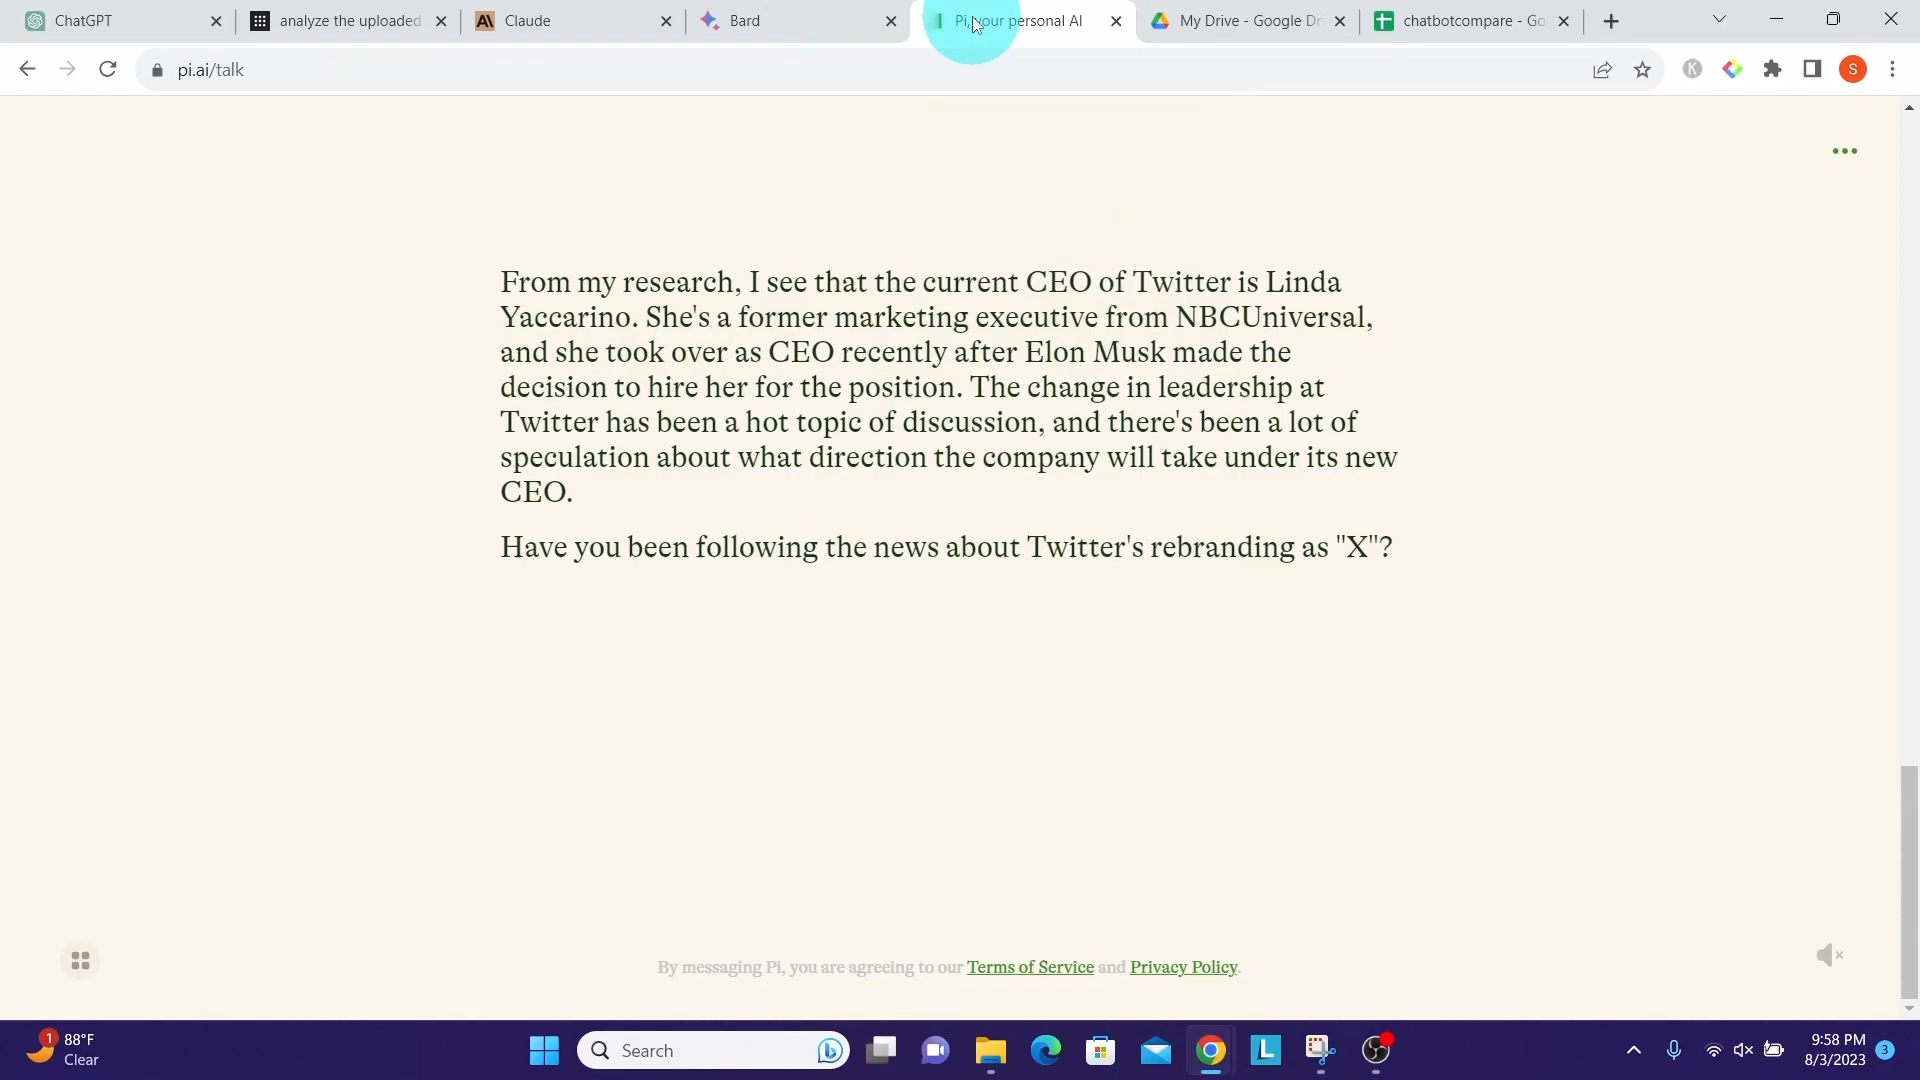 ChatGPT
analyze the uploaded
Claude
Bard
Pi, your personal AI
My Drive - Google Dr
chatbotcompare - Go
pi.ai/talk
K
S
From my research, I see that the current CEO of Twitter is Linda
Yaccarino. She's a former marketing executive from NBCUniversal,
and she took over as CEO recently after Elon Musk made the
decision to hire her for the position. The change in leadership at
Twitter has been a hot topic of discussion, and there's been a lot of
speculation about what direction the company will take under its new
CEO.
Have you been following the news about Twitter's rebranding as "X"?
By messaging Pi, you are agreeing to our Terms of Service and Privacy Policy.
1
88°F
Clear
Search
L
9:58 PM
8/3/2023
3